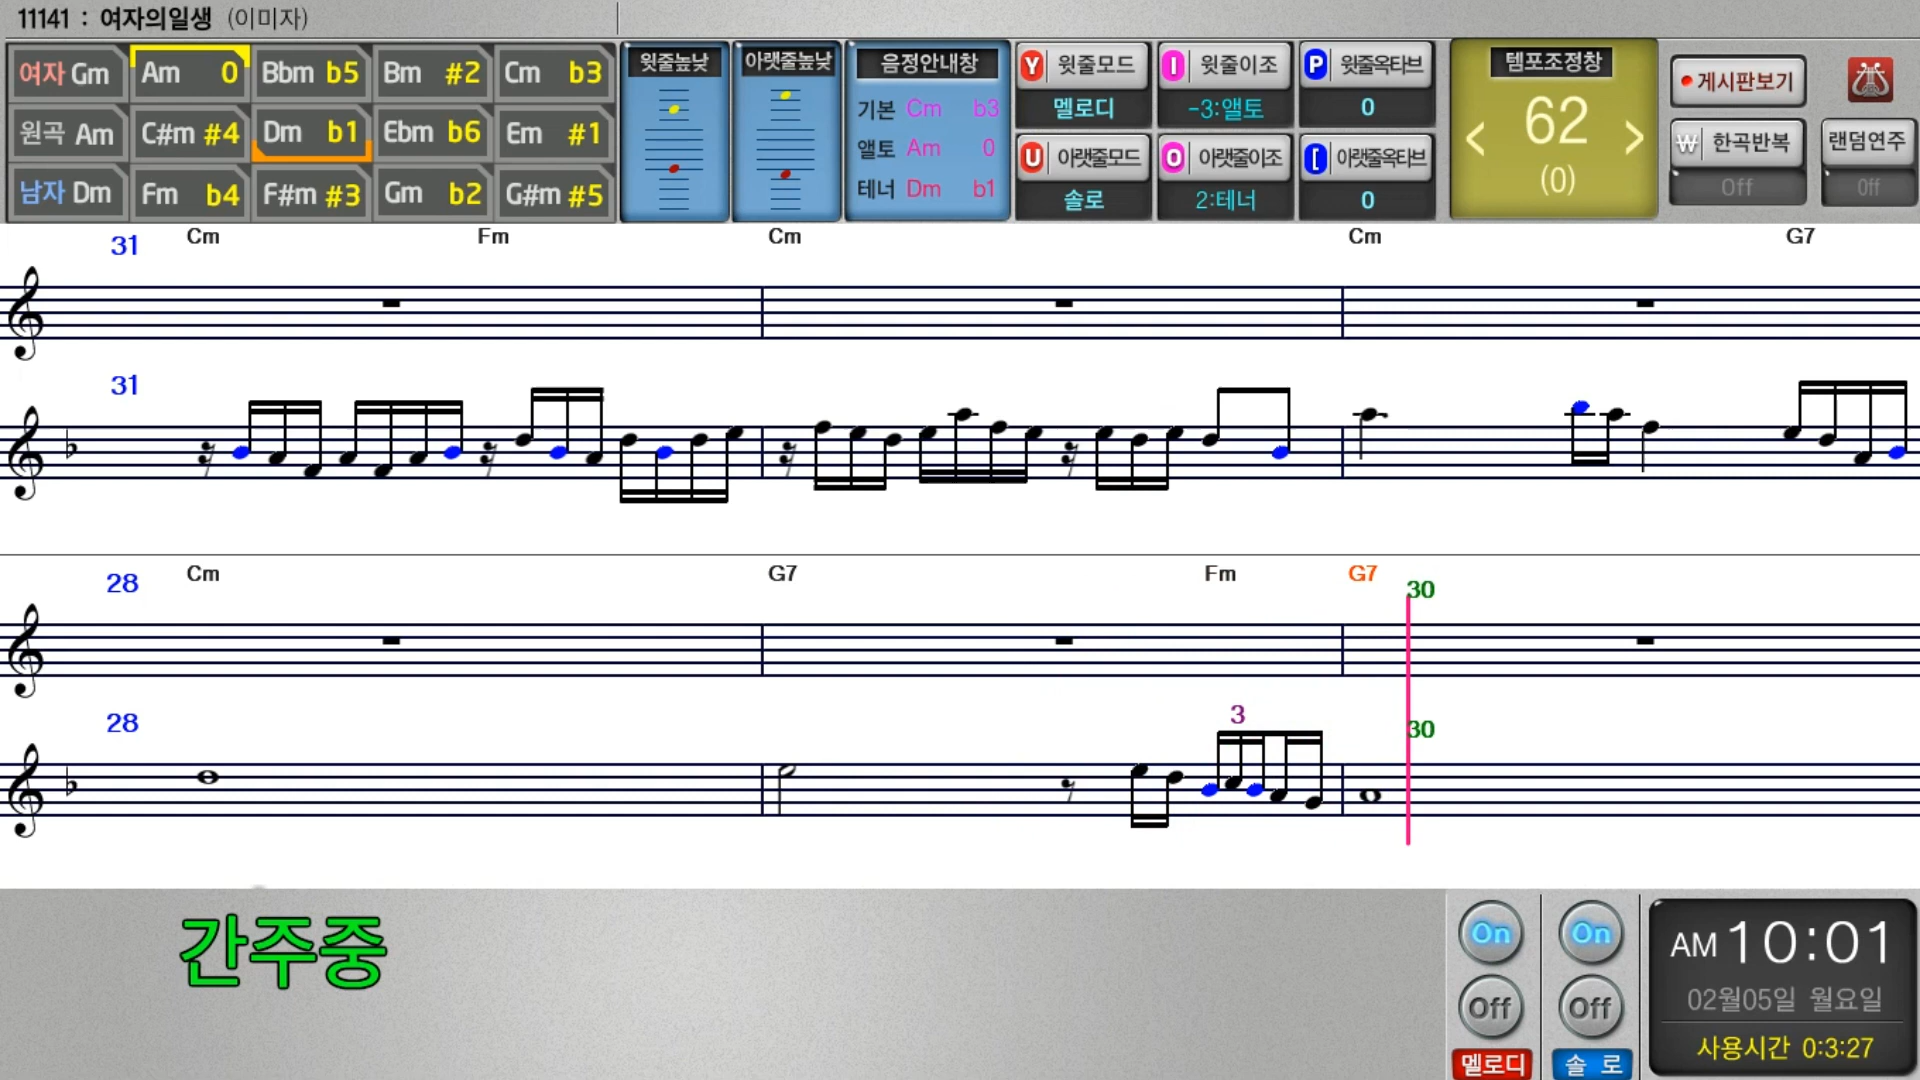 11141 : 여자의일생 (이미자)
여자 Gm Am 0 Bbm b5 Bm #2 Cm b3
원곡 Am C#m #4 Dm b1 Ebm b6 Em #1
남자 Dm Fm b4 F#m #3 Gm b2 G#m #5
윗줄높낮
아랫줄높낮
음정안내창
기본 Cm b3
앨토 Am 0
테너 Dm b1
Y 윗줄모드 I 윗줄이조 P 윗줄옥타브
멜로디 -3:앨토 0
U 아랫줄모드 O 아랫줄이조 [ 아랫줄옥타브
솔로 2:테너 0
템포조정창
< 62 >
(0)
게시판보기
₩ 한곡반복 랜덤연주
Off Off
31 Cm Fm Cm Cm G7
31
28 Cm G7 Fm G7 30
28 3 30
간주중
On On
Off Off
멜로디 솔 로
AM 10:01
02월05일 월요일
사용시간 0:3:27